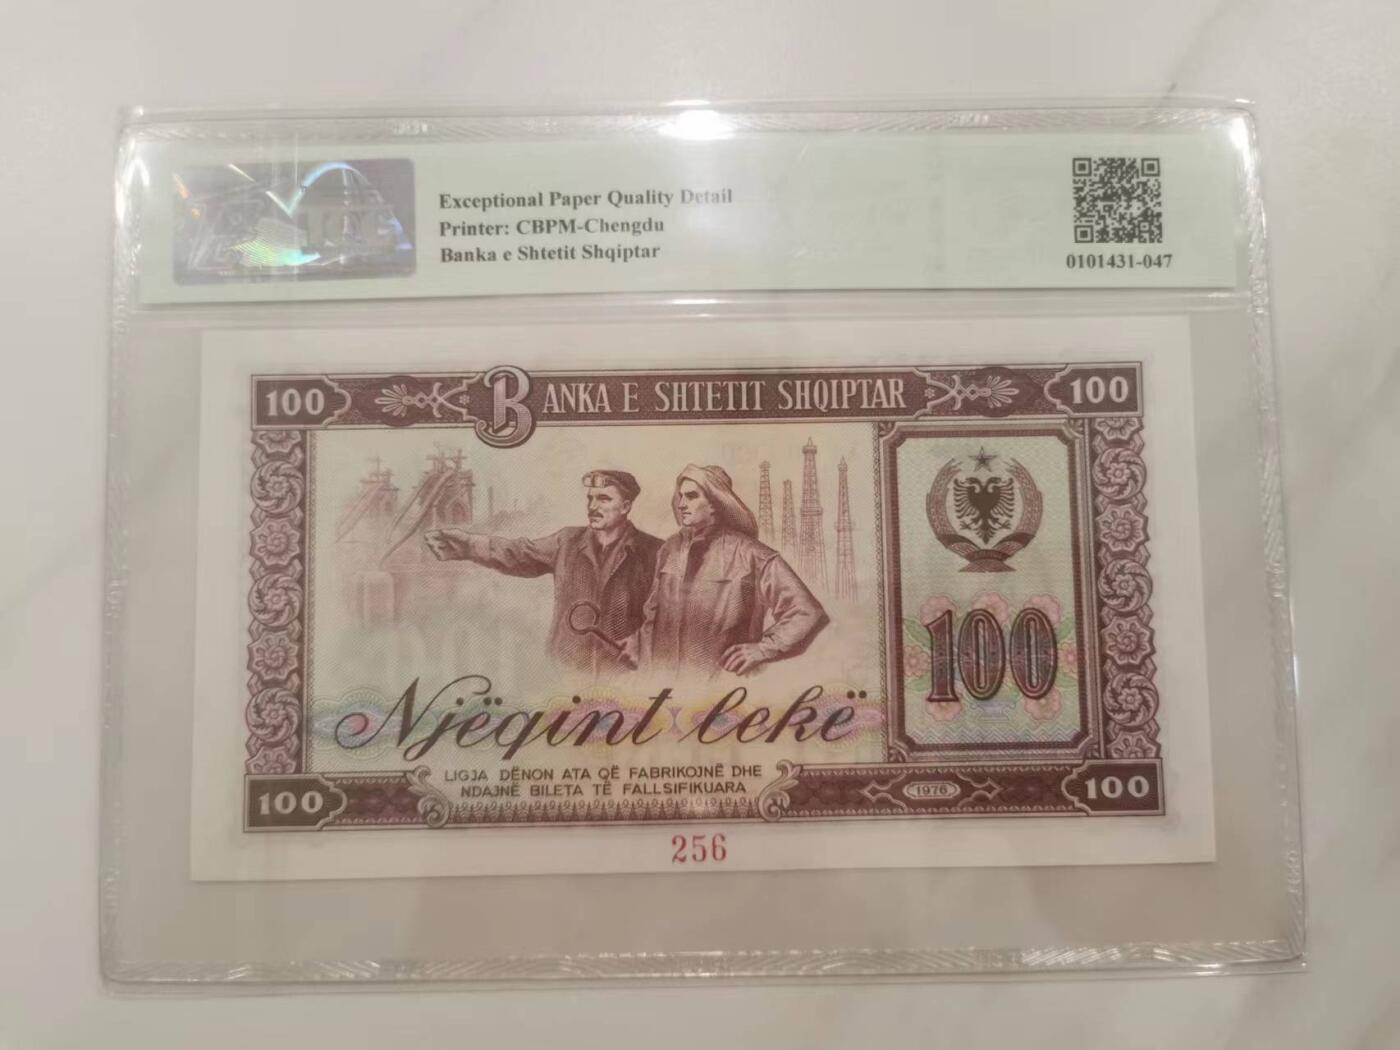 Exceptional Paper Quality Detail
Printer: CBPM-Chengdu
Banka e Shtetit Shqiptar
0101431-047
100 BANKA E SHTETIT SHQIPTAR 100
100
Njëqint lekë
LIGJA DËNON ATA QË FABRIKOJNË DHE
NDAJNË BILETA TË FALLSIFIKUARA
100 1976 100
256